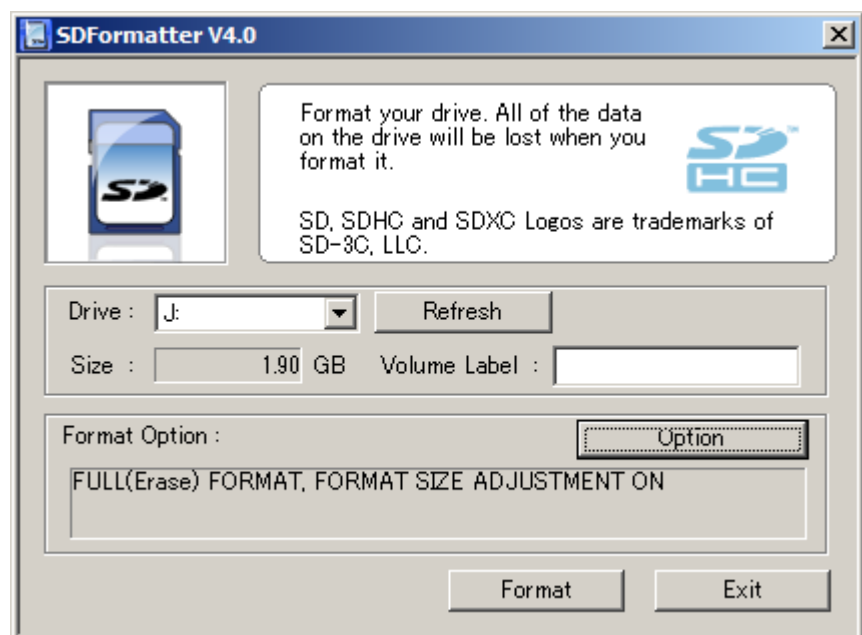 SDFormatter V4.0
SD
Format your drive. All of the data
on the drive will be lost when you
format it.
SD
HC
SD, SDHC and SDXC Logos are trademarks of
SD-3C, LLC.
Drive : J: Refresh
Size : 1.90 GB Volume Label :
Format Option : Option
FULL(Erase) FORMAT, FORMAT SIZE ADJUSTMENT ON
Format Exit